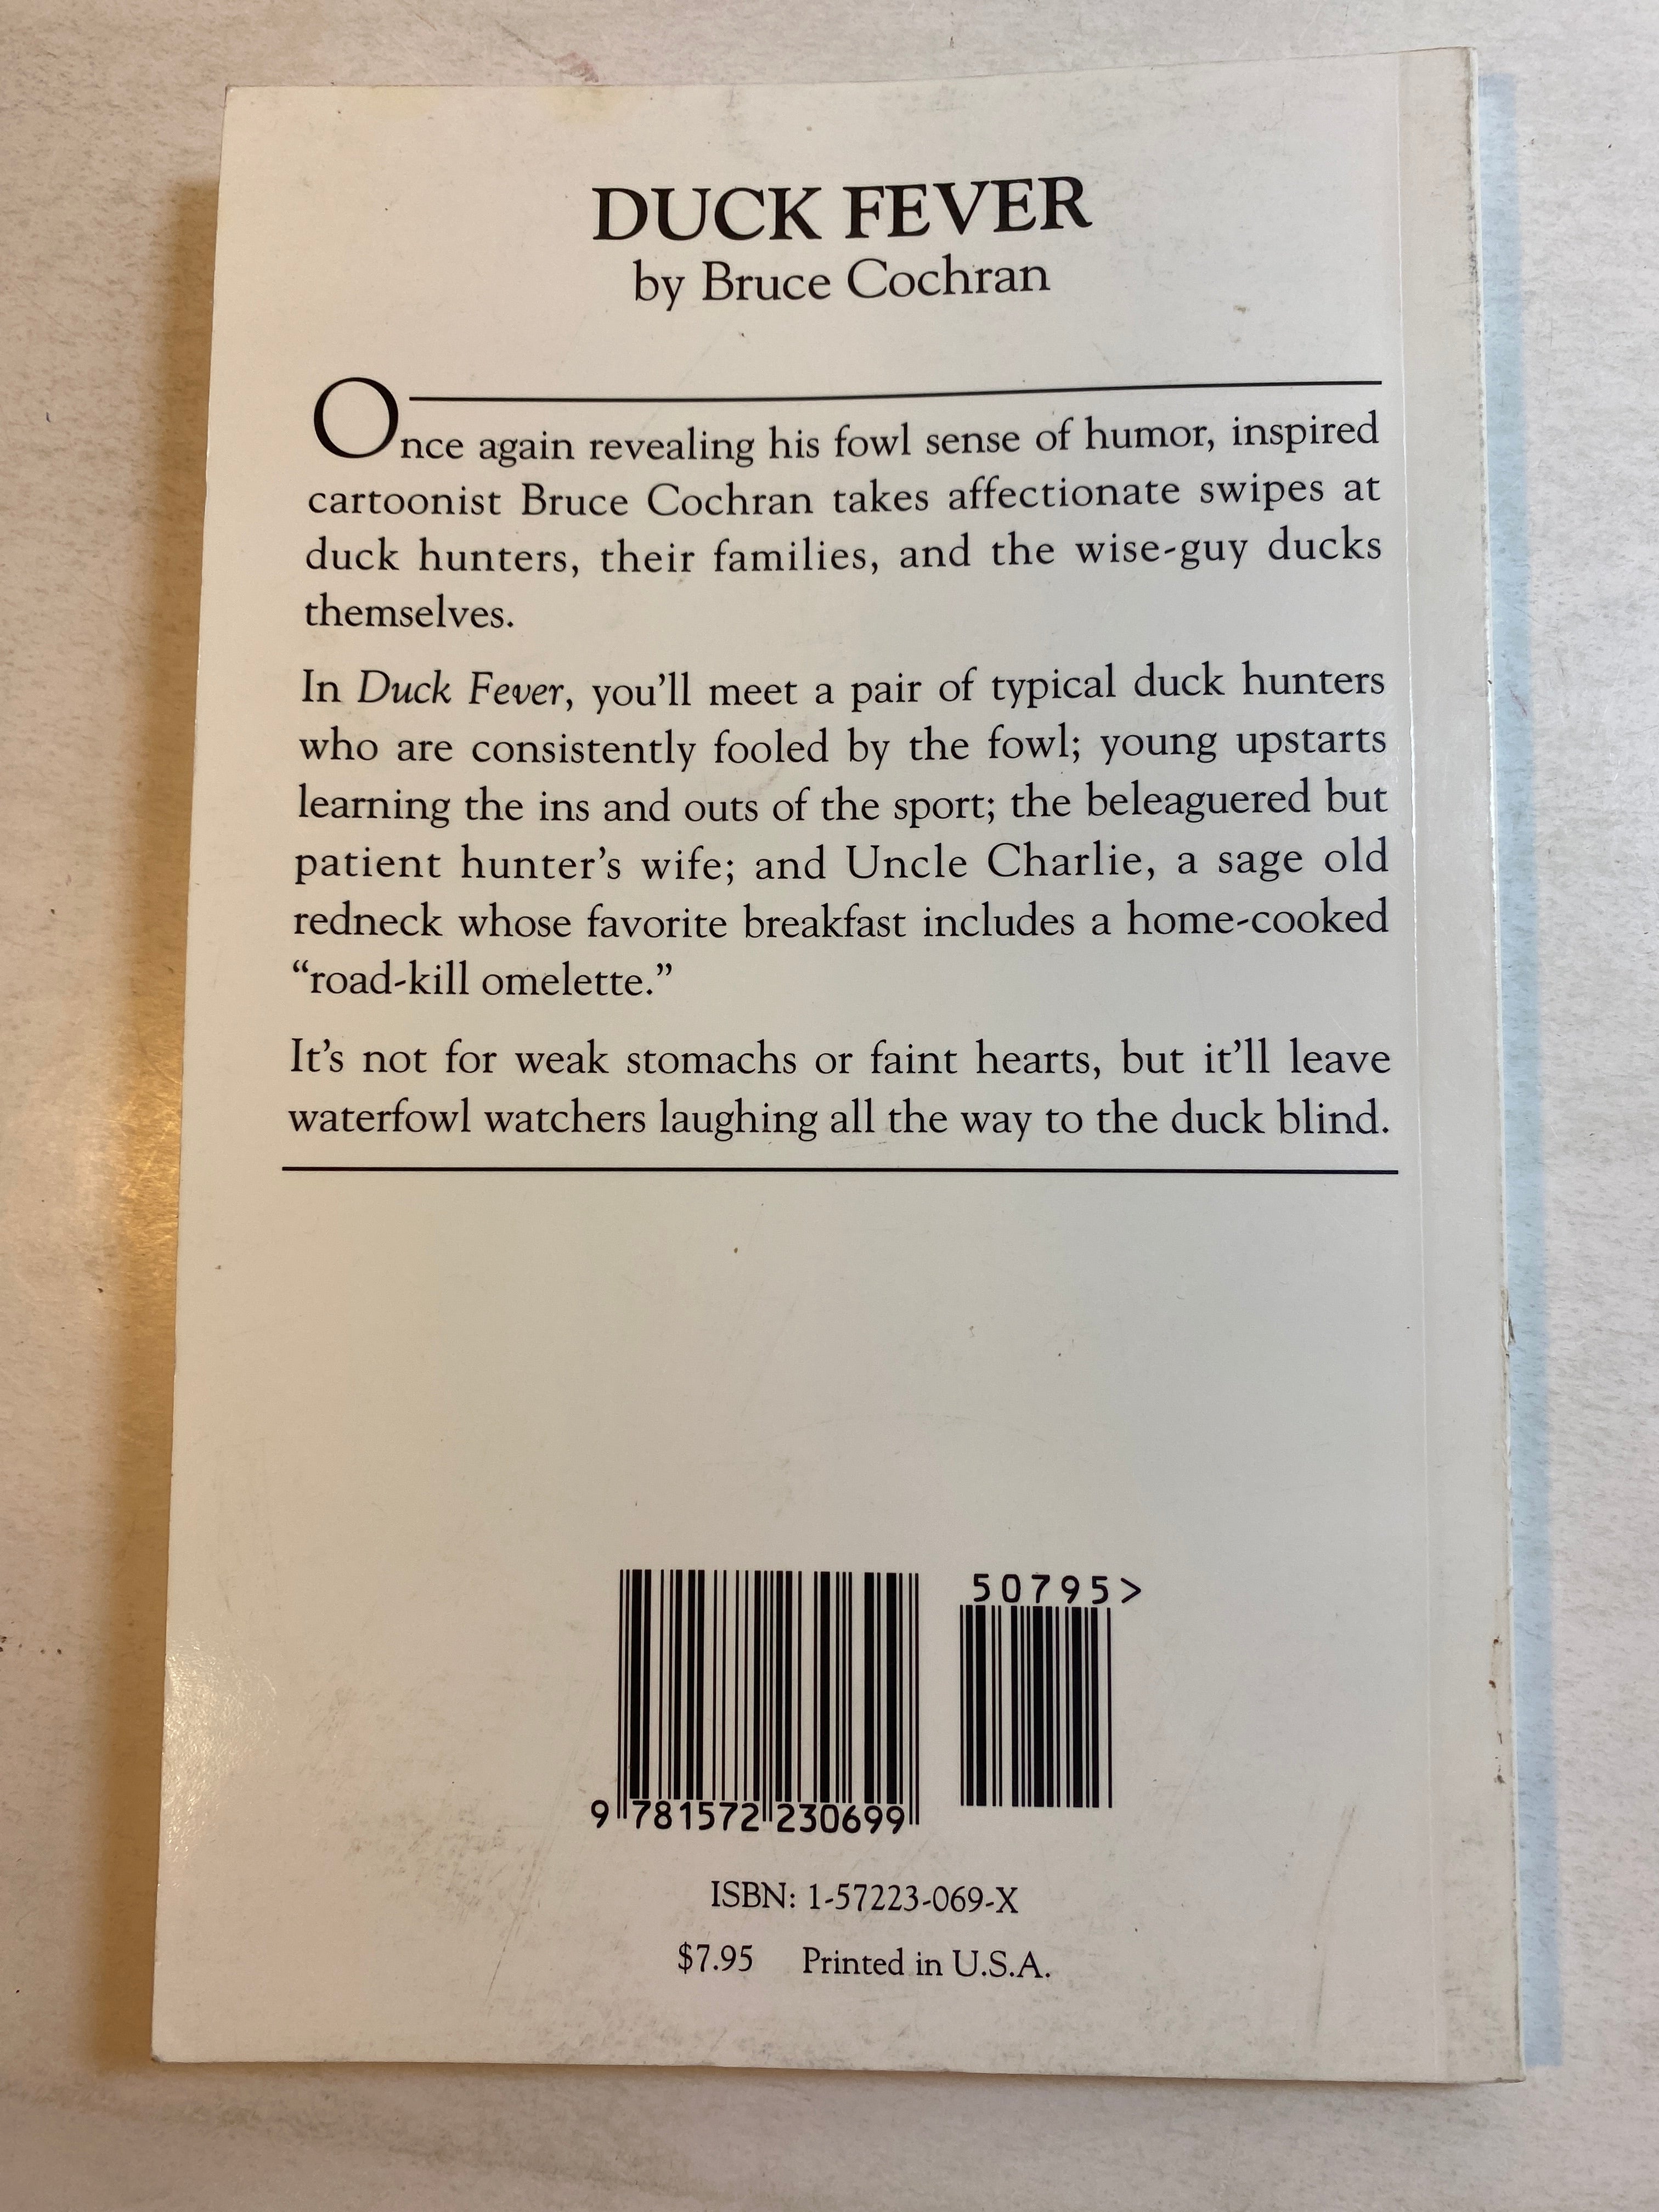 DUCK FEVER
by Bruce Cochran
Once again revealing his fowl sense of humor, inspired
cartoonist Bruce Cochran takes affectionate swipes at
duck hunters, their families, and the wise-guy ducks
themselves.
In Duck Fever, you’ll meet a pair of typical duck hunters
who are consistently fooled by the fowl; young upstarts
learning the ins and outs of the sport; the beleaguered but
patient hunter’s wife; and Uncle Charlie, a sage old
redneck whose favorite breakfast includes a home-cooked
“road-kill omelette.”
It’s not for weak stomachs or faint hearts, but it’ll leave
waterfowl watchers laughing all the way to the duck blind.
50795>
9 781572 230699
ISBN: 1-57223-069-X
$7.95 Printed in U.S.A.